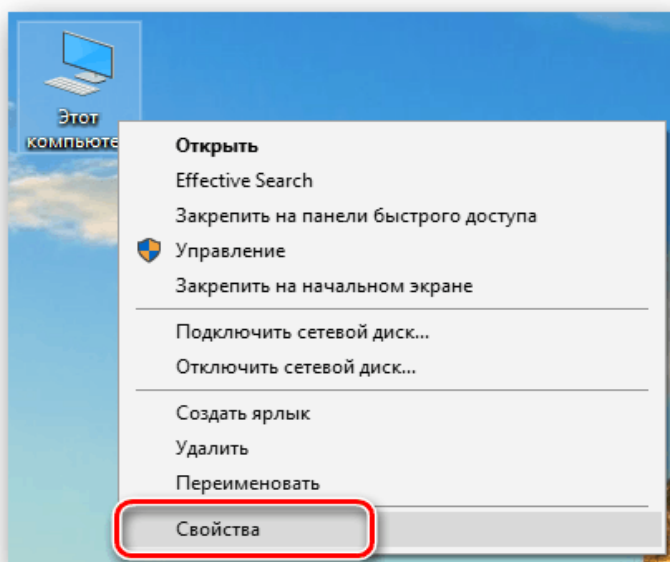 Этот
компьюте
Открыть
Effective Search
Закрепить на панели быстрого доступа
Управление
Закрепить на начальном экране
Подключить сетевой диск...
Отключить сетевой диск...
Создать ярлык
Удалить
Переименовать
Свойства